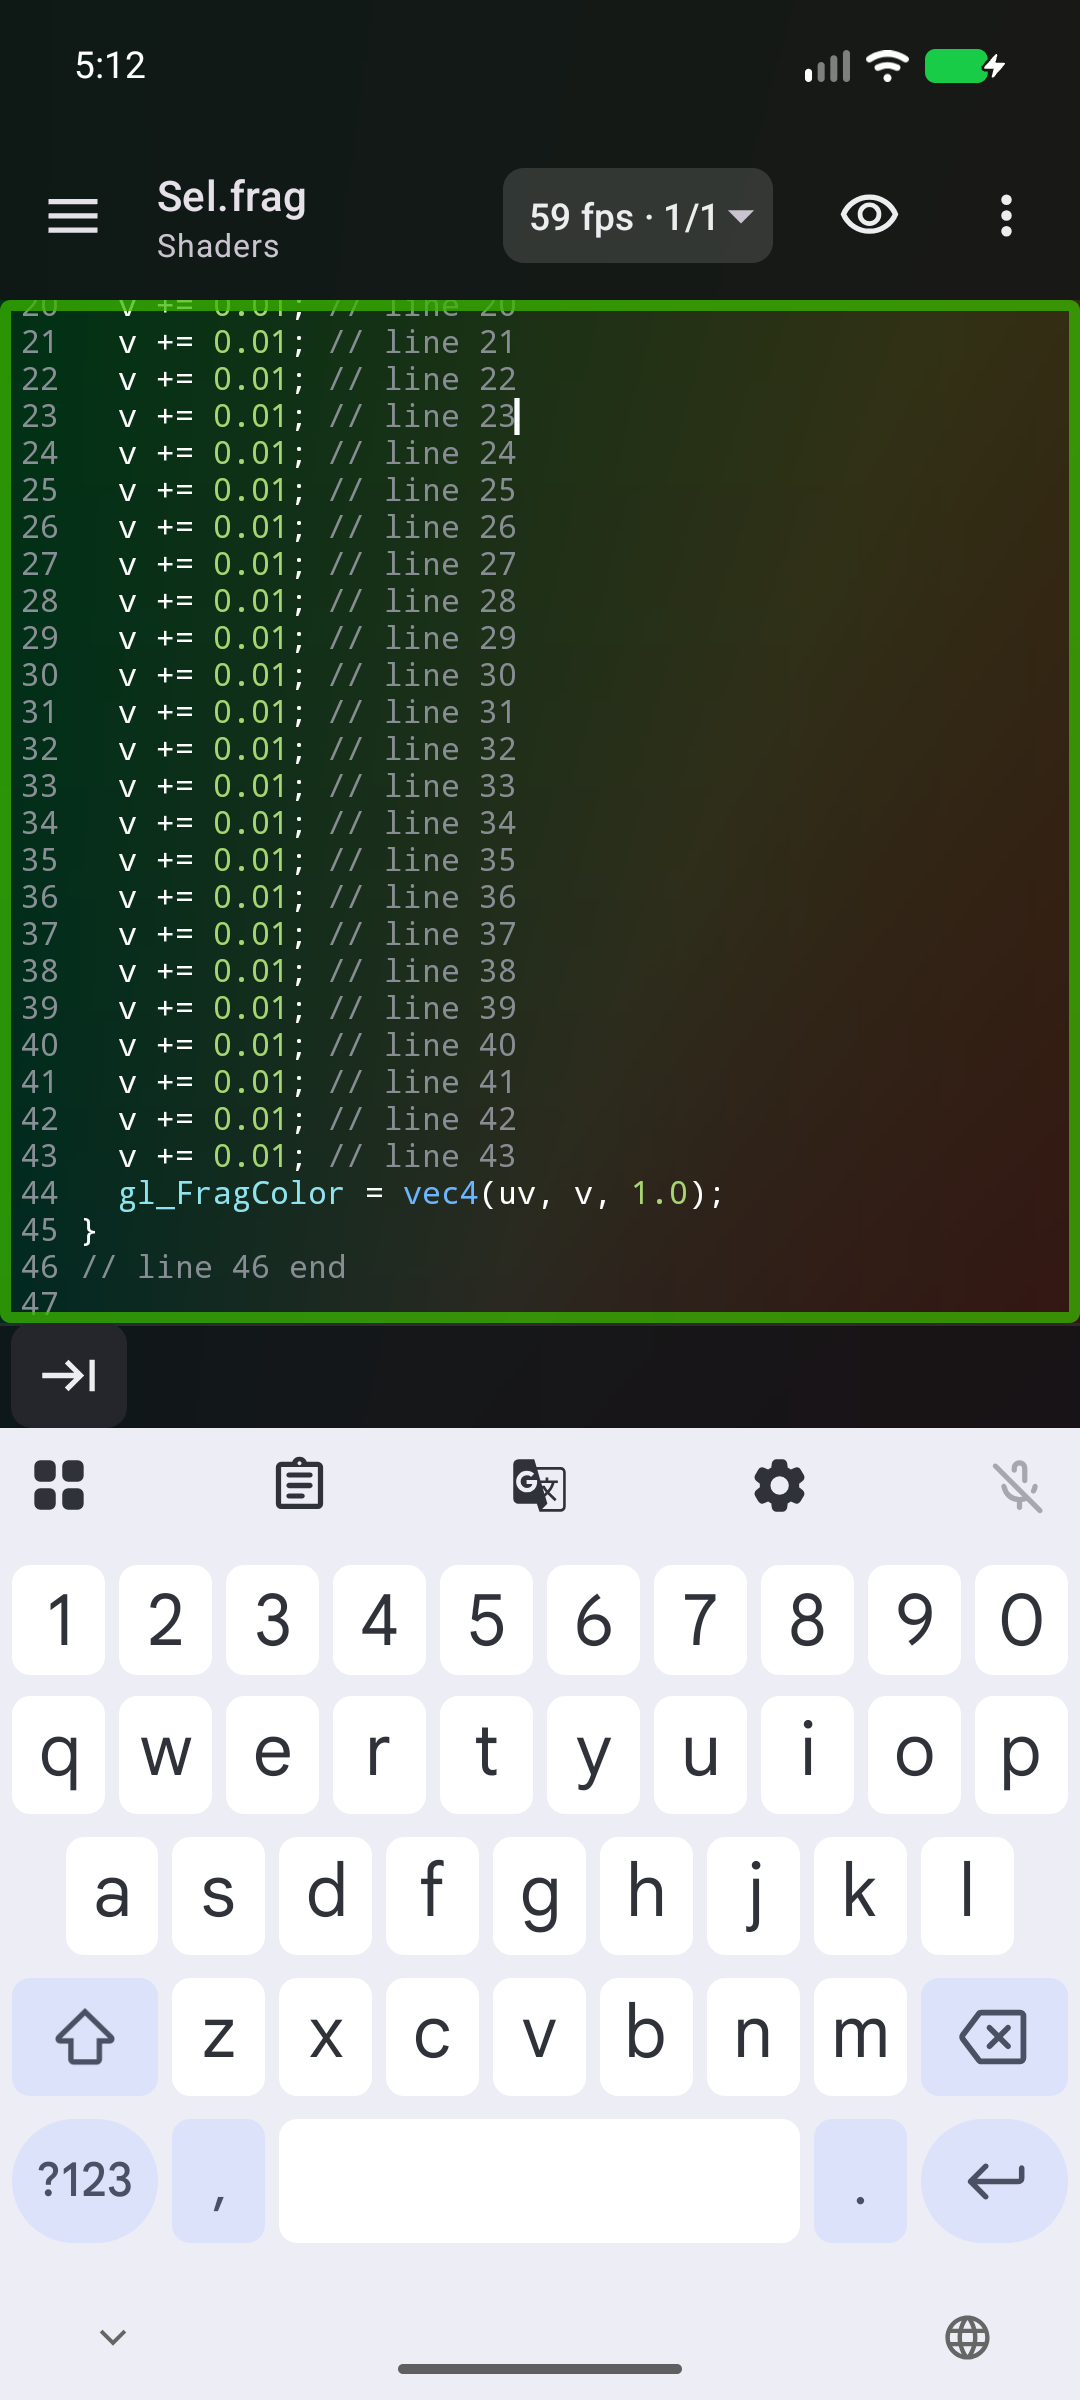 5:12
Sel.frag
Shaders
59 fps · 1/1
20 v += 0.01; // line 20
21 v += 0.01; // line 21
22 v += 0.01; // line 22
23 v += 0.01; // line 23
24 v += 0.01; // line 24
25 v += 0.01; // line 25
26 v += 0.01; // line 26
27 v += 0.01; // line 27
28 v += 0.01; // line 28
29 v += 0.01; // line 29
30 v += 0.01; // line 30
31 v += 0.01; // line 31
32 v += 0.01; // line 32
33 v += 0.01; // line 33
34 v += 0.01; // line 34
35 v += 0.01; // line 35
36 v += 0.01; // line 36
37 v += 0.01; // line 37
38 v += 0.01; // line 38
39 v += 0.01; // line 39
40 v += 0.01; // line 40
41 v += 0.01; // line 41
42 v += 0.01; // line 42
43 v += 0.01; // line 43
44 gl_FragColor = vec4(uv, v, 1.0);
45 }
46 // line 46 end
47
G 文
1 2 3 4 5 6 7 8 9 0
q w e r t y u i o p
a s d f g h j k l
z x c v b n m
?123 , .